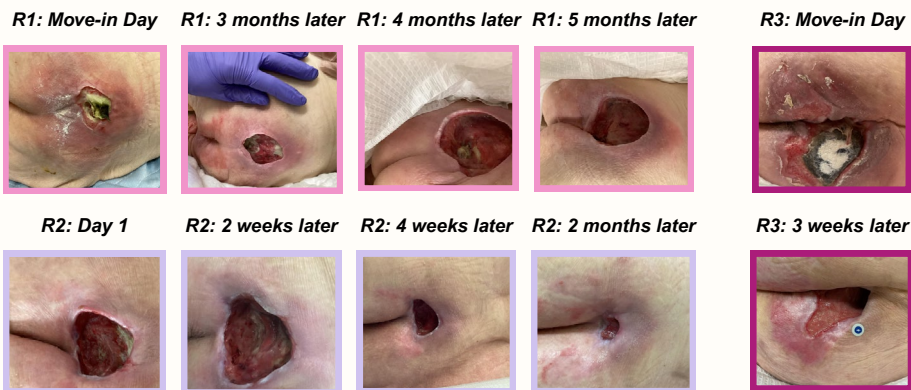 R1: Move-in Day
R1: 3 months later
R1: 4 months later
R1: 5 months later
R3: Move-in Day
R2: Day 1
R2: 2 weeks later
R2: 4 weeks later
R2: 2 months later
R3: 3 weeks later